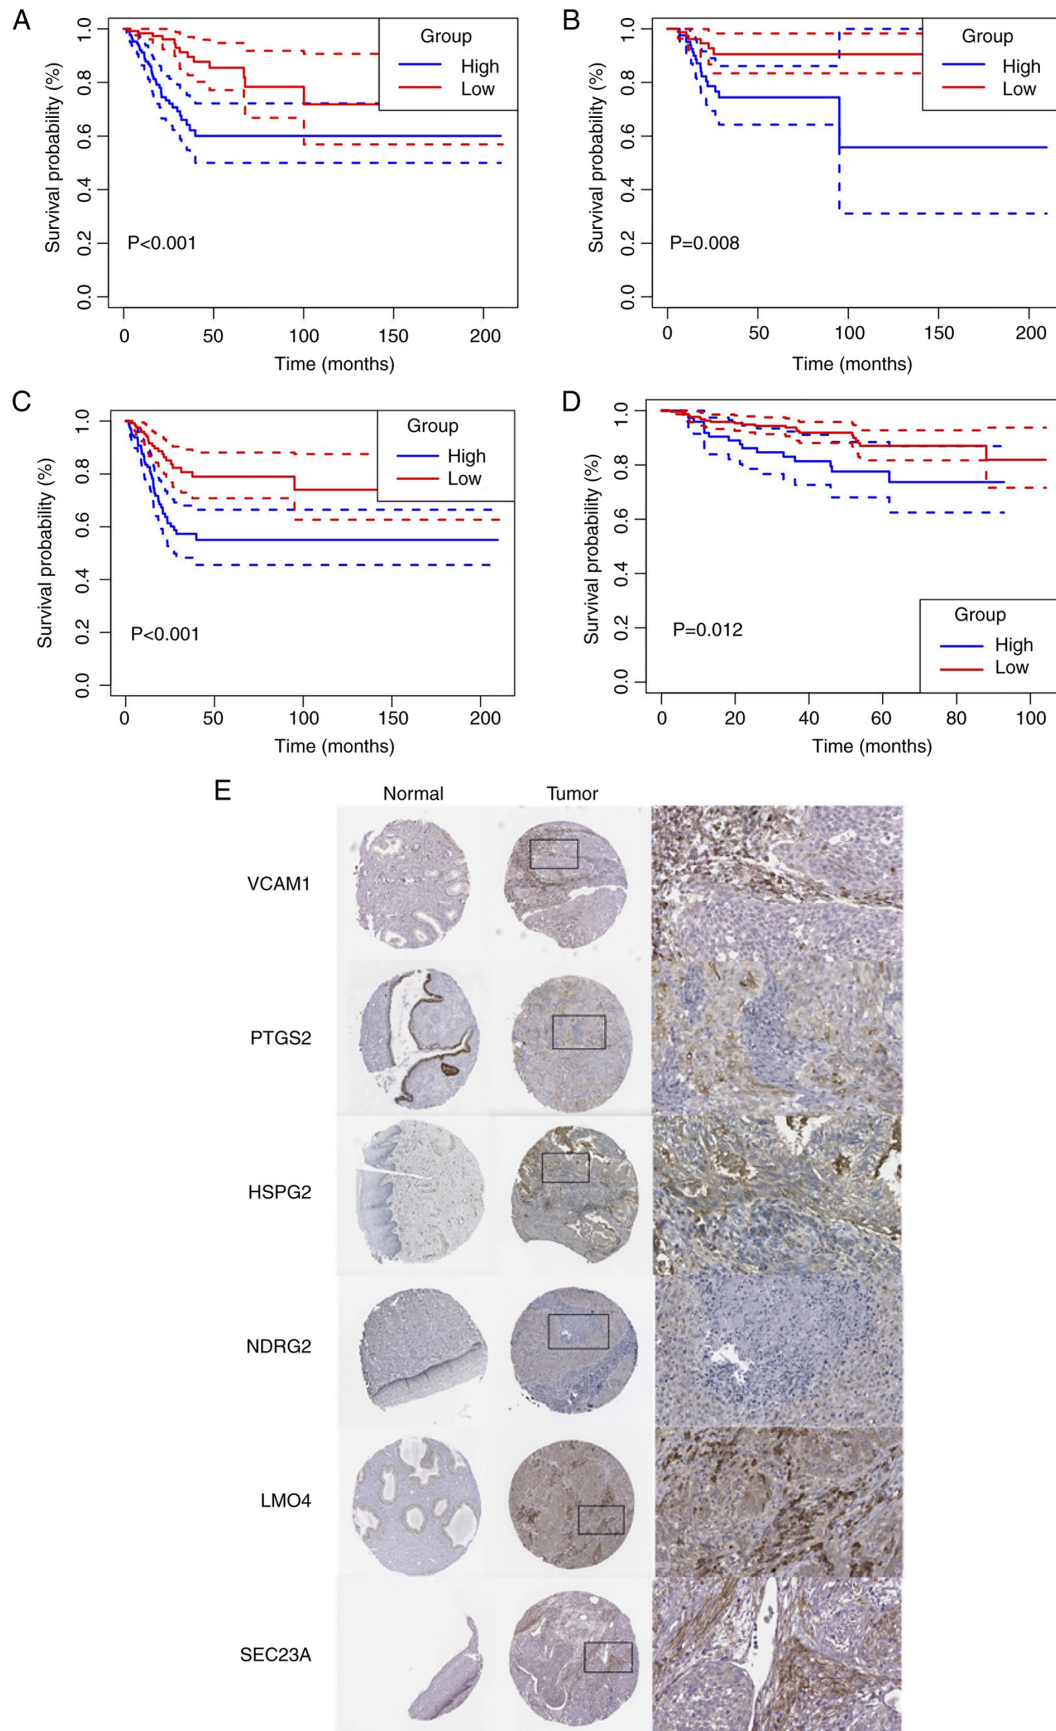 A
Survival probability (%)
1.0
0.8
0.6
0.4
0.2
0.0
Group
High
Low
P<0.001
0
50
100
150
200
Time (months)
B
Survival probability (%)
1.0
0.8
0.6
0.4
0.2
0.0
Group
High
Low
P=0.008
0
50
100
150
200
Time (months)
C
Survival probability (%)
1.0
0.8
0.6
0.4
0.2
0.0
Group
High
Low
P<0.001
0
50
100
150
200
Time (months)
D
Survival probability (%)
1.0
0.8
0.6
0.4
0.2
0.0
P=0.012
Group
High
Low
0
20
40
60
80
100
Time (months)
E
Normal
Tumor
VCAM1
PTGS2
HSPG2
NDRG2
LMO4
SEC23A